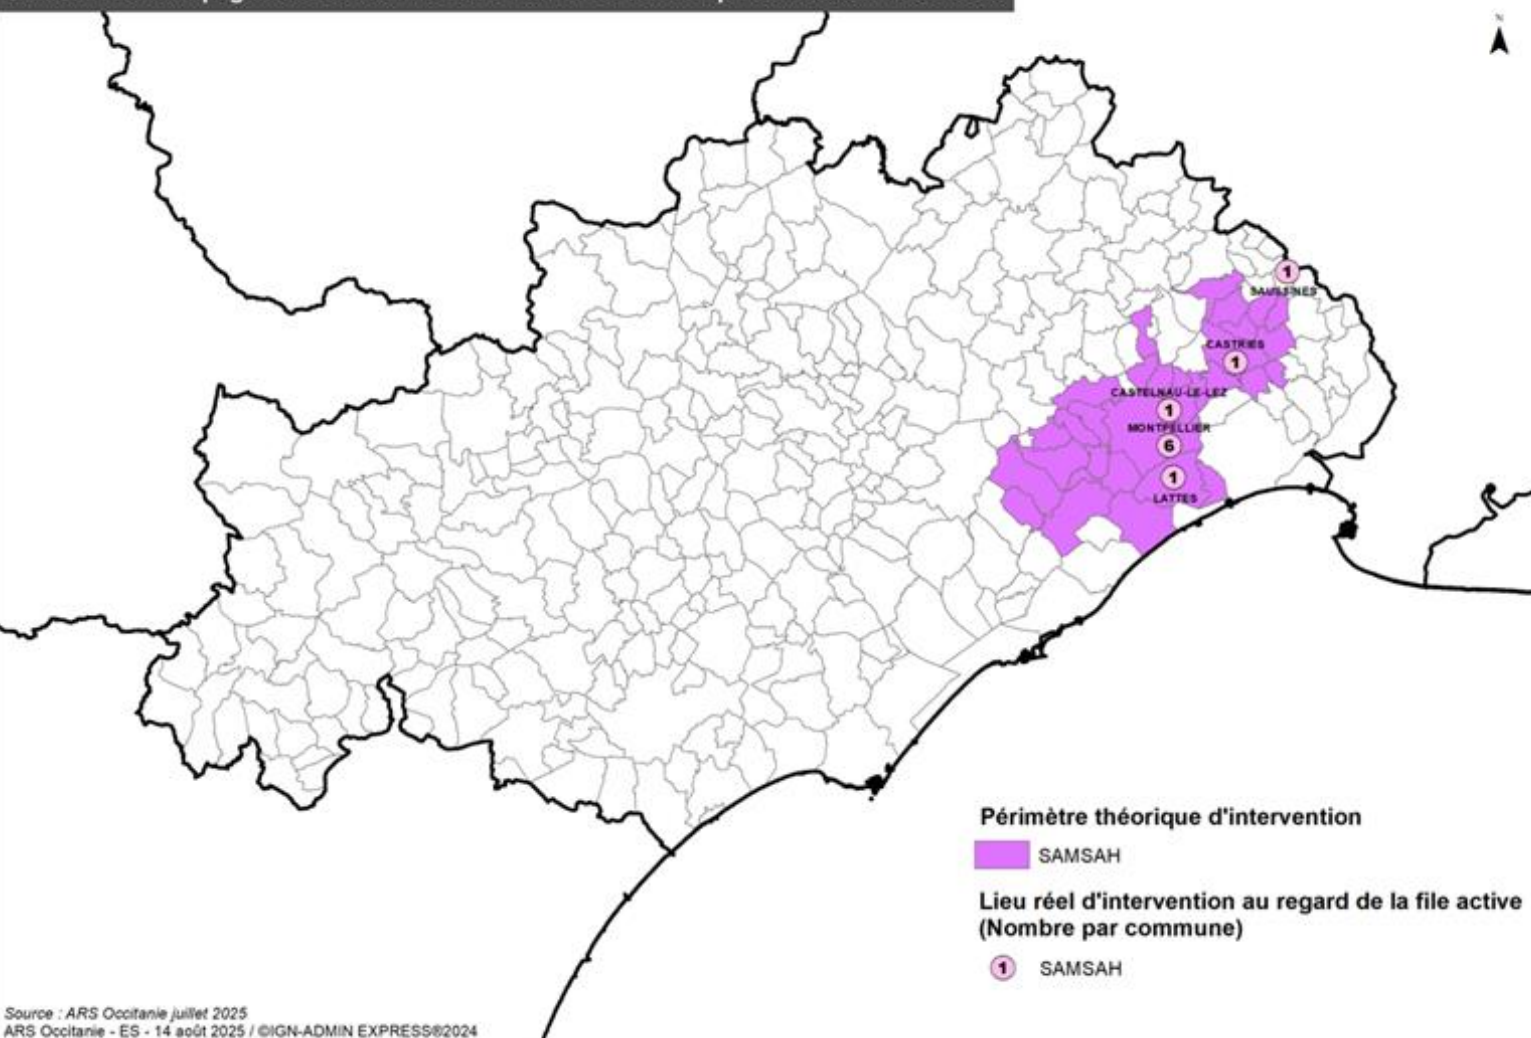 N
1
SAUSSINES
CASTRIES
1
CASTELNAU-LE-LEZ
1
MONTPELLIER
6
1
LATTES
Périmètre théorique d'intervention
SAMSAH
Lieu réel d'intervention au regard de la file active
(Nombre par commune)
1 SAMSAH
Source : ARS Occitanie juillet 2025
ARS Occitanie - ES - 14 août 2025 / ©IGN-ADMIN EXPRESS®2024